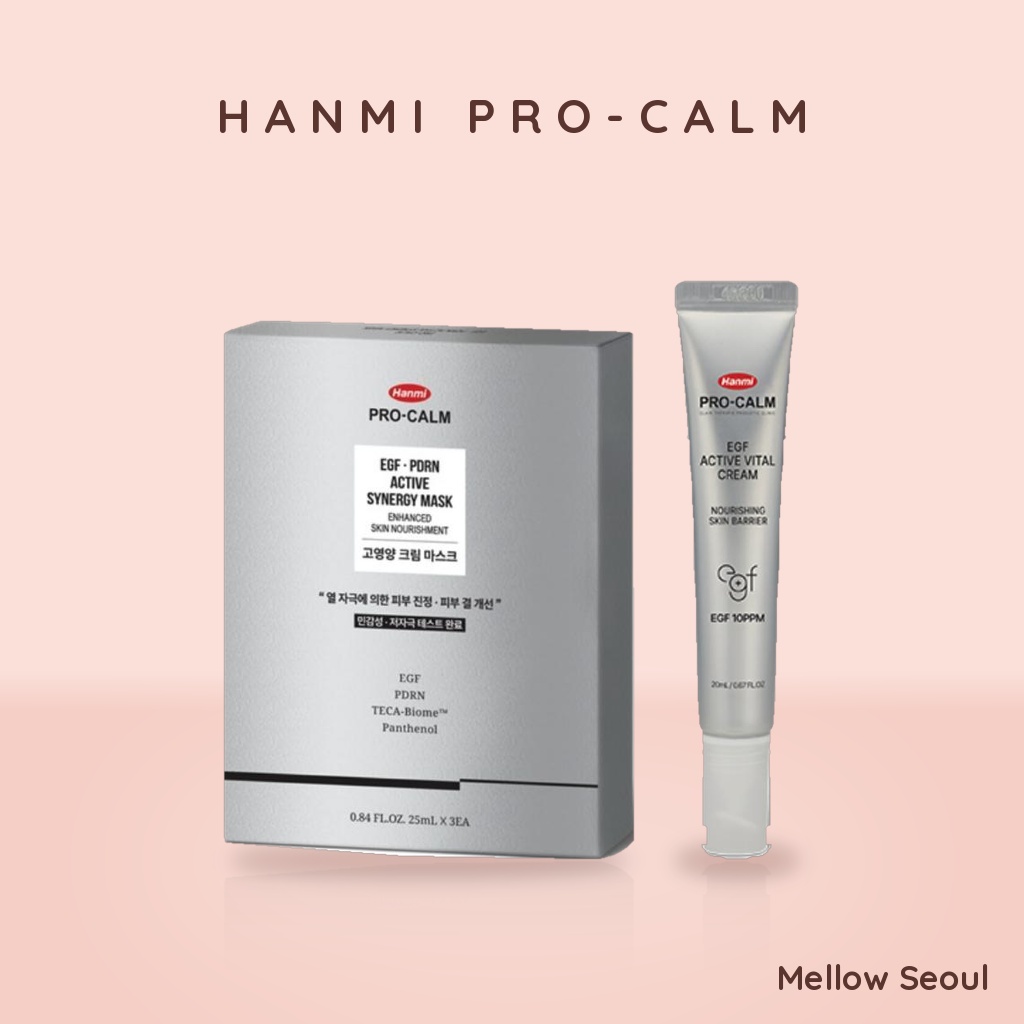 HANMI PRO-CALM
Hanmi
PRO-CALM
EGF · PDRN
ACTIVE
SYNERGY MASK
ENHANCED
SKIN NOURISHMENT
고영양 크림 마스크
“ 열 자극에 의한 피부 진정 · 피부 결 개선 ”
민감성 · 저자극 테스트 완료
EGF
PDRN
TECA-Biome™
Panthenol
0.84 FL.OZ. 25mL X 3EA
Hanmi
PRO-CALM
EGF
ACTIVE VITAL
CREAM
NOURISHING
SKIN BARRIER
egf
EGF 10PPM
20mL / 0.67 FL.OZ
Mellow Seoul